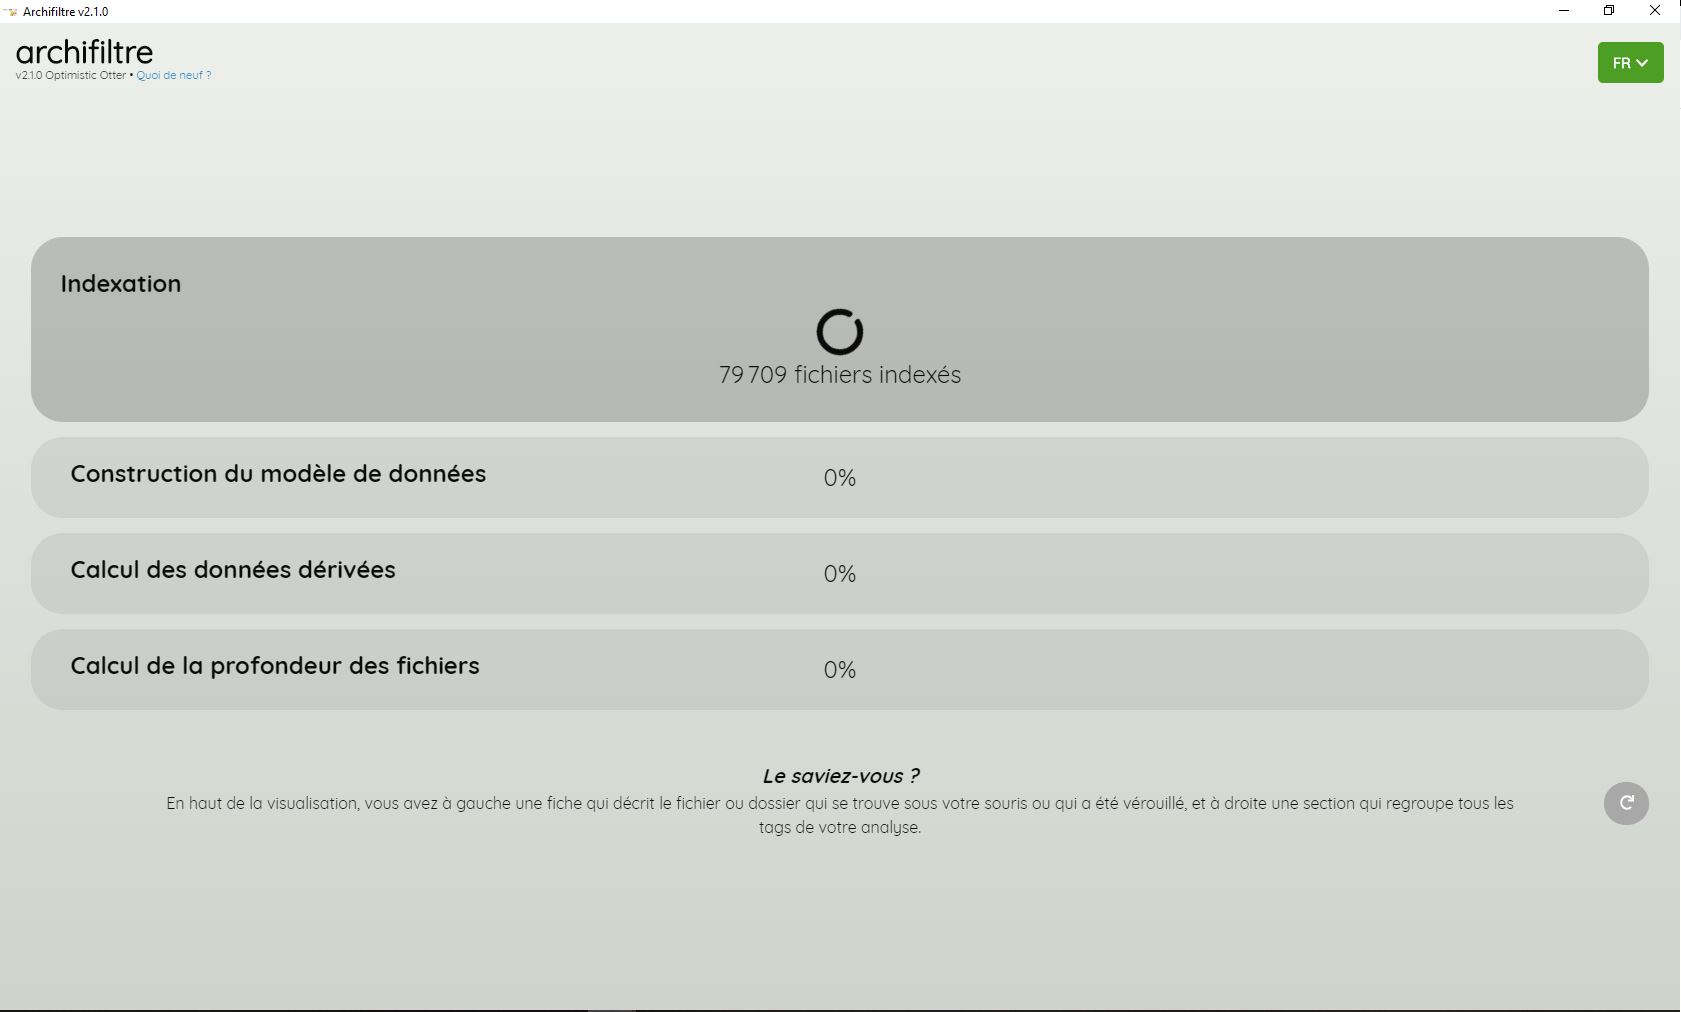 Archifiltre v2.1.0
archifiltre
v2.1.0 Optimistic Otter • Quoi de neuf ?
FR
Indexation
79 709 fichiers indexés
Construction du modèle de données 0%
Calcul des données dérivées 0%
Calcul de la profondeur des fichiers 0%
Le saviez-vous ?
En haut de la visualisation, vous avez à gauche une fiche qui décrit le fichier ou dossier qui se trouve sous votre souris ou qui a été vérouillé, et à droite une section qui regroupe tous les
tags de votre analyse.